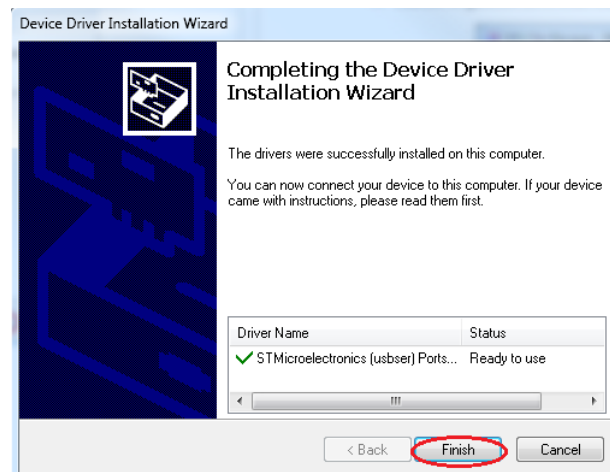 Device Driver Installation Wizard
Completing the Device Driver
Installation Wizard
The drivers were successfully installed on this computer.
You can now connect your device to this computer. If your device
came with instructions, please read them first.
Driver Name Status
STMicroelectronics (usbser) Ports... Ready to use
< Back Finish Cancel